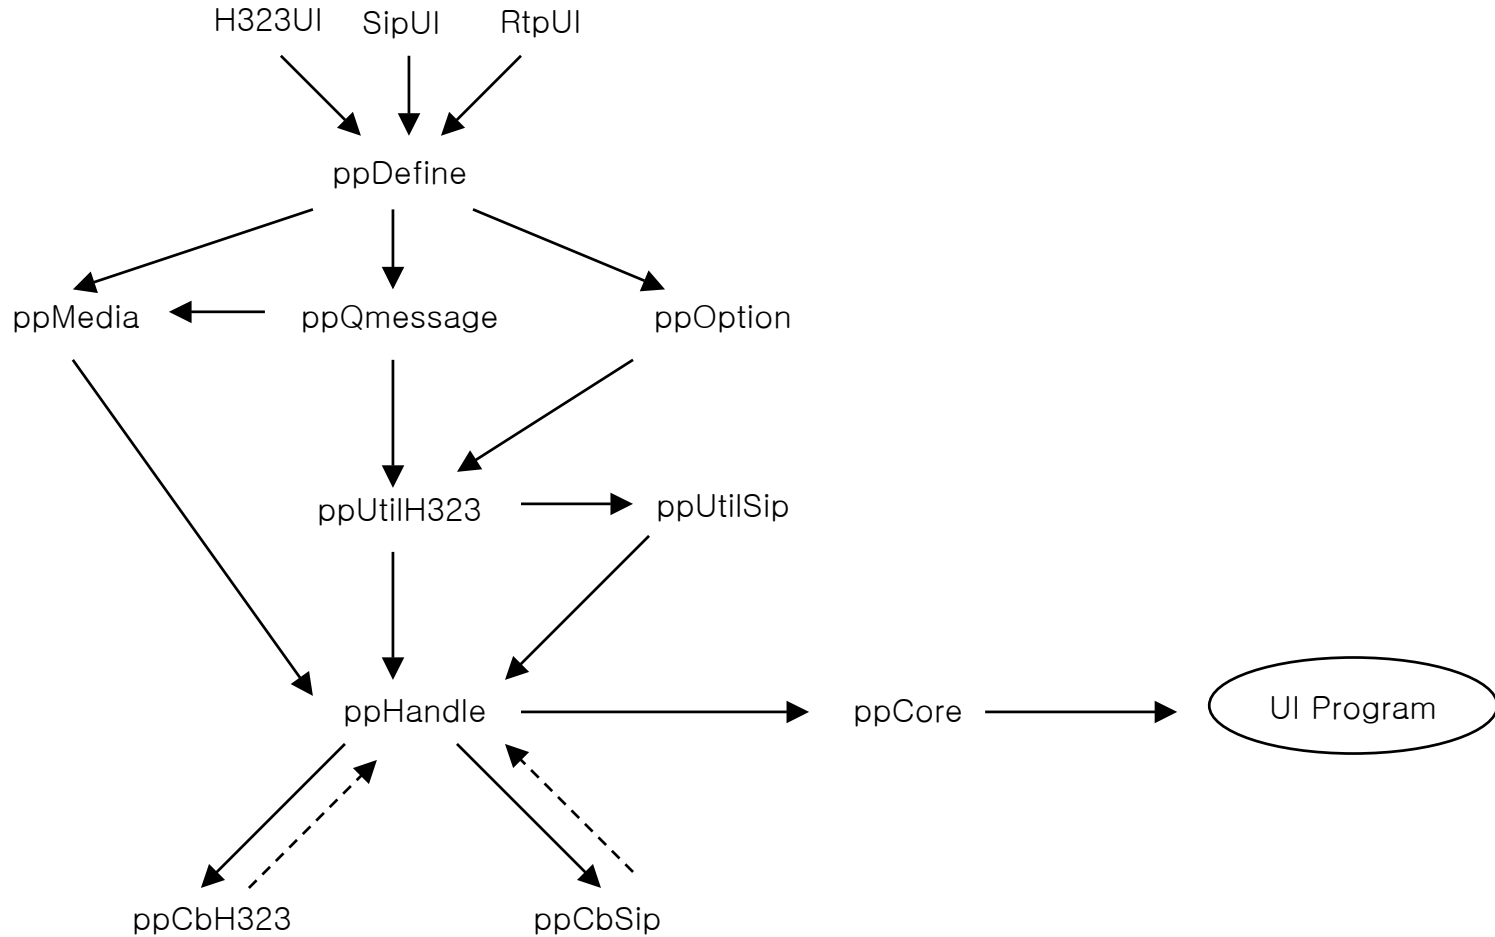 H323UI SipUI RtpUI
ppDefine
ppMedia ppQmessage ppOption
ppUtilH323 ppUtilSip
ppHandle ppCore UI Program
ppCbH323 ppCbSip